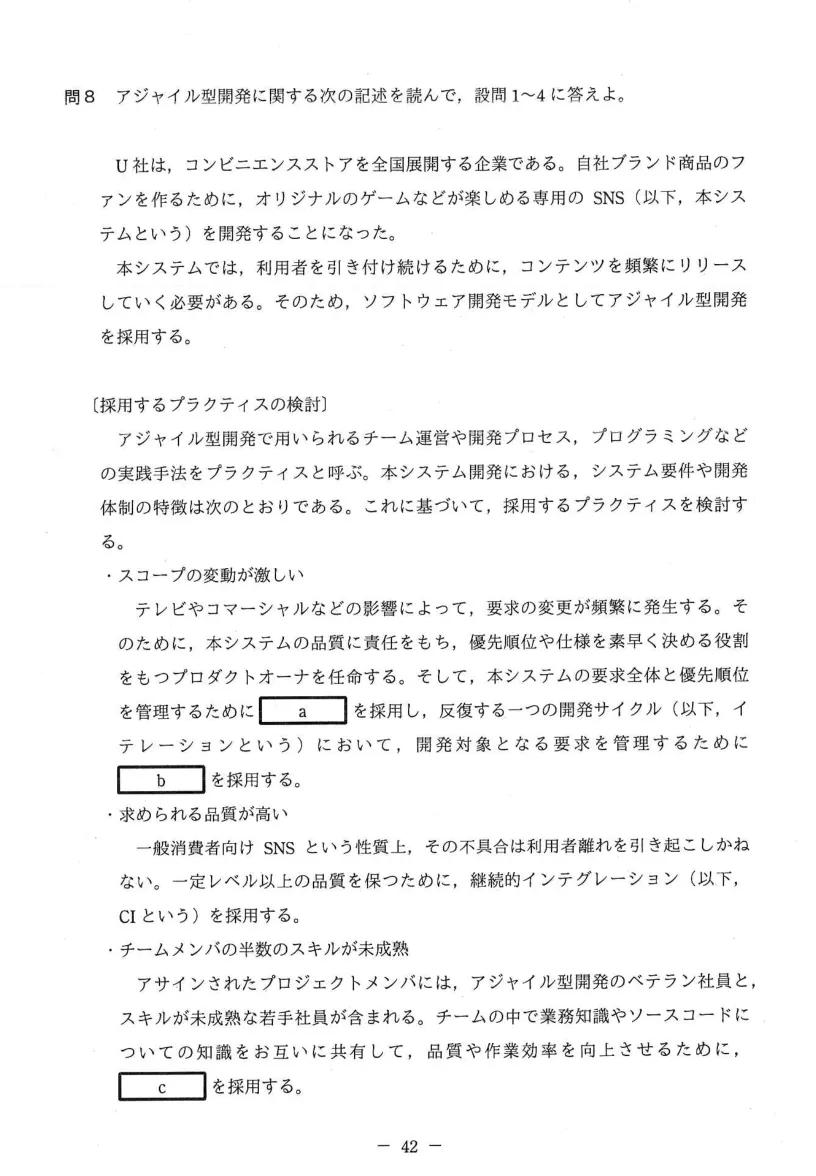 問8　アジャイル型開発に関する次の記述を読んで，設問1～4に答えよ。
U社は，コンビニエンスストアを全国展開する企業である。自社ブランド商品のフ
ァンを作るために，オリジナルのゲームなどが楽しめる専用の SNS（以下，本シス
テムという）を開発することになった。
本システムでは，利用者を引き付け続けるために，コンテンツを頻繁にリリース
していく必要がある。そのため，ソフトウェア開発モデルとしてアジャイル型開発
を採用する。
〔採用するプラクティスの検討〕
アジャイル型開発で用いられるチーム運営や開発プロセス，プログラミングなど
の実践手法をプラクティスと呼ぶ。本システム開発における，システム要件や開発
体制の特徴は次のとおりである。これに基づいて，採用するプラクティスを検討す
る。
・スコープの変動が激しい
テレビやコマーシャルなどの影響によって，要求の変更が頻繁に発生する。そ
のために，本システムの品質に責任をもち，優先順位や仕様を素早く決める役割
をもつプロダクトオーナを任命する。そして，本システムの要求全体と優先順位
を管理するために a を採用し，反復する一つの開発サイクル（以下，イ
テレーションという）において，開発対象となる要求を管理するために
b を採用する。
・求められる品質が高い
一般消費者向け SNS という性質上，その不具合は利用者離れを引き起こしかね
ない。一定レベル以上の品質を保つために，継続的インテグレーション（以下，
CIという）を採用する。
・チームメンバの半数のスキルが未成熟
アサインされたプロジェクトメンバには，アジャイル型開発のベテラン社員と，
スキルが未成熟な若手社員が含まれる。チームの中で業務知識やソースコードに
ついての知識をお互いに共有して，品質や作業効率を向上させるために，
c を採用する。
－ 42 －